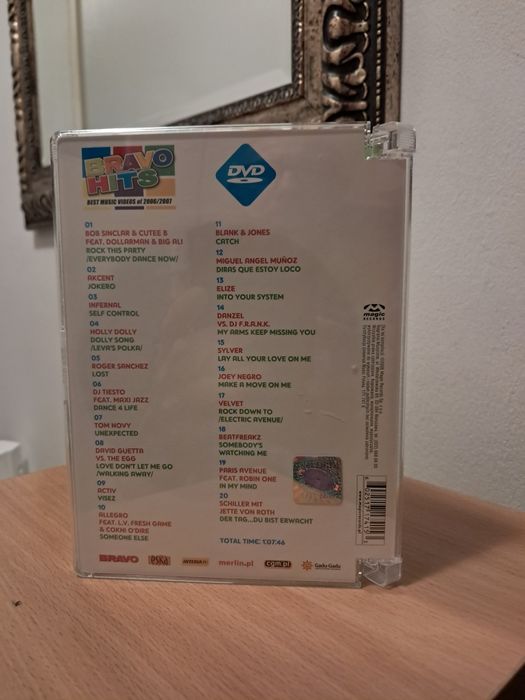 BRAVO
HITS
BEST MUSIC VIDEOS of 2006/2007
DVD
01
BOB SINCLAR & CUTEE B
FEAT. DOLLARMAN & BIG ALI
ROCK THIS PARTY
/EVERYBODY DANCE NOW/
02
AKCENT
JOKERO
03
INFERNAL
SELF CONTROL
04
HOLLY DOLLY
DOLLY SONG
/LEVA'S POLKA/
05
ROGER SANCHEZ
LOST
06
DJ TIESTO
FEAT. MAXI JAZZ
DANCE 4 LIFE
07
TOM NOVY
UNEXPECTED
08
DAVID GUETTA
VS. THE EGG
LOVE DON'T LET ME GO
/WALKING AWAY/
09
ACTIV
VISEZ
10
ALLEGRO
FEAT. L.V. FRESH GAME
& COKNI O'DIRE
SOMEONE ELSE
11
BLANK & JONES
CATCH
12
MIGUEL ANGEL MUÑOZ
DIRAS QUE ESTOY LOCO
13
ELIZE
INTO YOUR SYSTEM
14
DANZEL
VS. DJ F.R.A.N.K.
MY ARMS KEEP MISSING YOU
15
SYLVER
LAY ALL YOUR LOVE ON ME
16
JOEY NEGRO
MAKE A MOVE ON ME
17
VELVET
ROCK DOWN TO
/ELECTRIC AVENUE/
18
BEATFREAKZ
SOMEBODY'S
WATCHING ME
19
PARIS AVENUE
FEAT. ROBIN ONE
IN MY MIND
20
SCHILLER MIT
JETTE VON ROTH
DER TAG...DU BIST ERWACHT
TOTAL TIME: 1:07:46
magic
RECORDS
BRAVO
ESKA
INTERIA.PL
merlin.pl
cgm.pl
Gadu Gadu